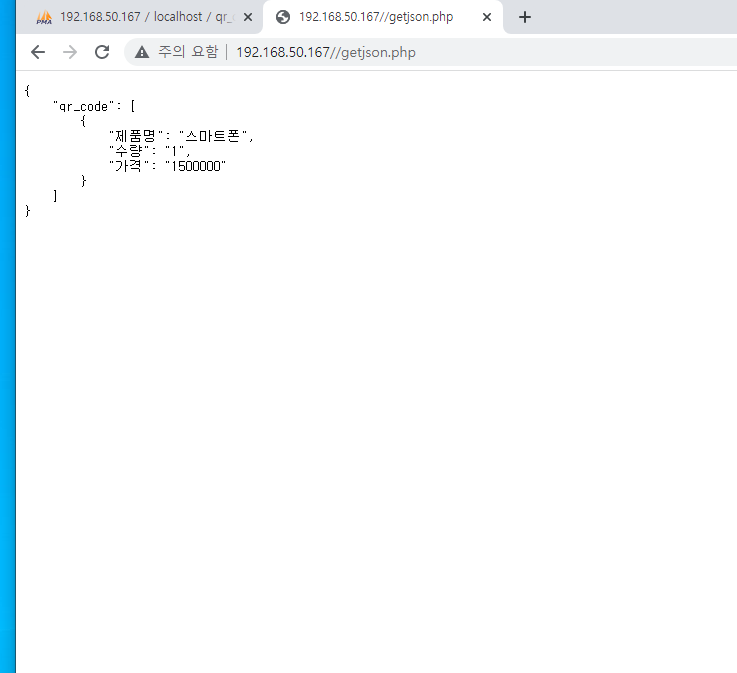 PMA 192.168.50.167 / localhost / qr_ 192.168.50.167//getjson.php
주의 요함 192.168.50.167//getjson.php
{
"qr_code": [
{
"제품명": "스마트폰",
"수량": "1",
"가격": "1500000"
}
]
}